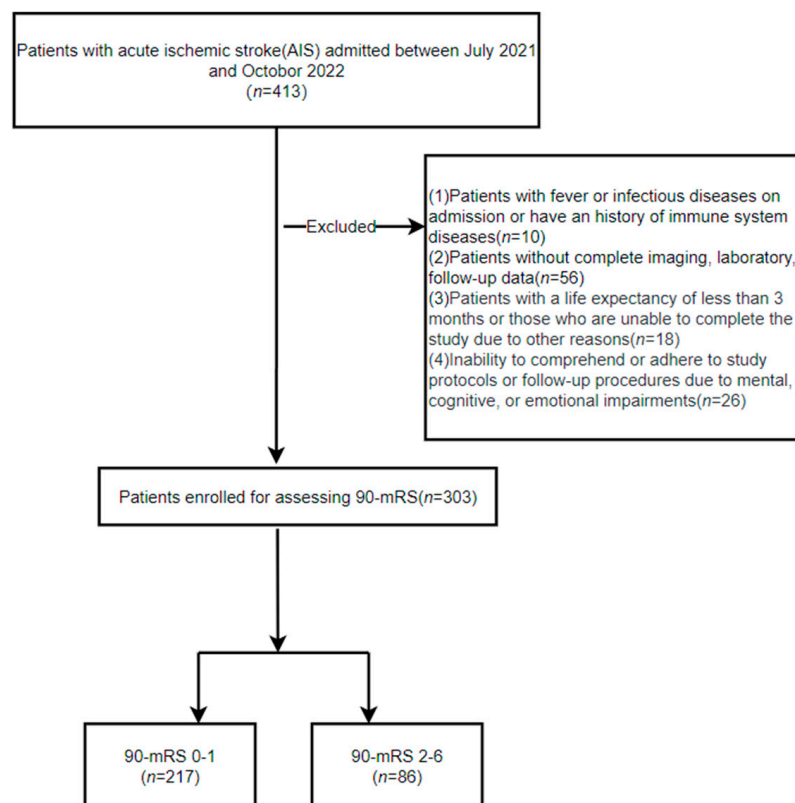 Patients with acute ischemic stroke(AIS) admitted between July 2021
and Octobor 2022
(n=413)
Excluded
(1)Patients with fever or infectious diseases on
admission or have an history of immune system
diseases(n=10)
(2)Patients without complete imaging, laboratory,
follow-up data(n=56)
(3)Patients with a life expectancy of less than 3
months or those who are unable to complete the
study due to other reasons(n=18)
(4)Inability to comprehend or adhere to study
protocols or follow-up procedures due to mental,
cognitive, or emotional impairments(n=26)
Patients enrolled for assessing 90-mRS(n=303)
90-mRS 0-1
(n=217)
90-mRS 2-6
(n=86)